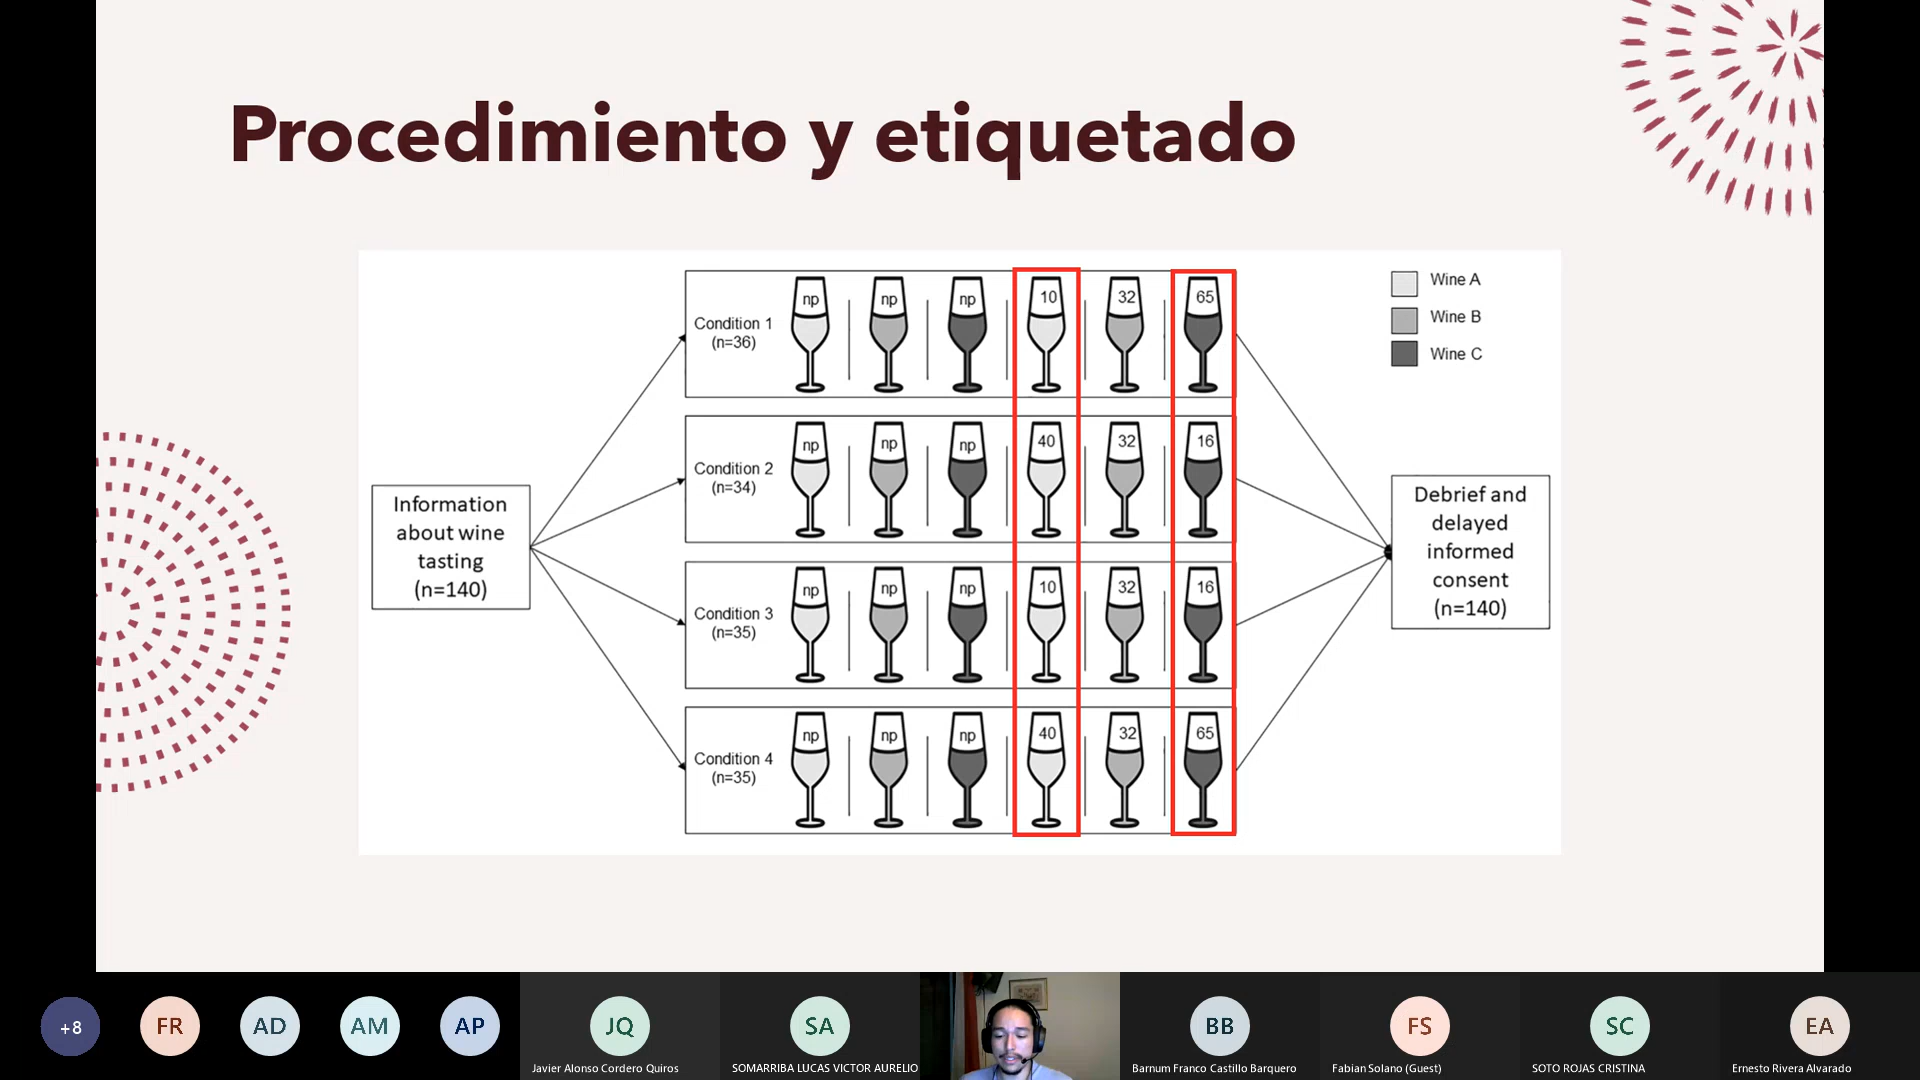 Procedimiento y etiquetado
Information
about wine
tasting
(n=140)
Condition 1
(n=36)
np
np
np
10
32
65
Condition 2
(n=34)
np
np
np
40
32
16
Condition 3
(n=35)
np
np
np
10
32
16
Condition 4
(n=35)
np
np
np
40
32
65
Wine A
Wine B
Wine C
Debrief and
delayed
informed
consent
(n=140)
+8
FR
AD
AM
AP
JQ
Javier Alonso Cordero Quiros
SA
SOMARRIBA LUCAS VICTOR AURELIO
BB
Barnum Franco Castillo Barquero
FS
Fabian Solano (Guest)
SC
SOTO ROJAS CRISTINA
EA
Ernesto Rivera Alvarado